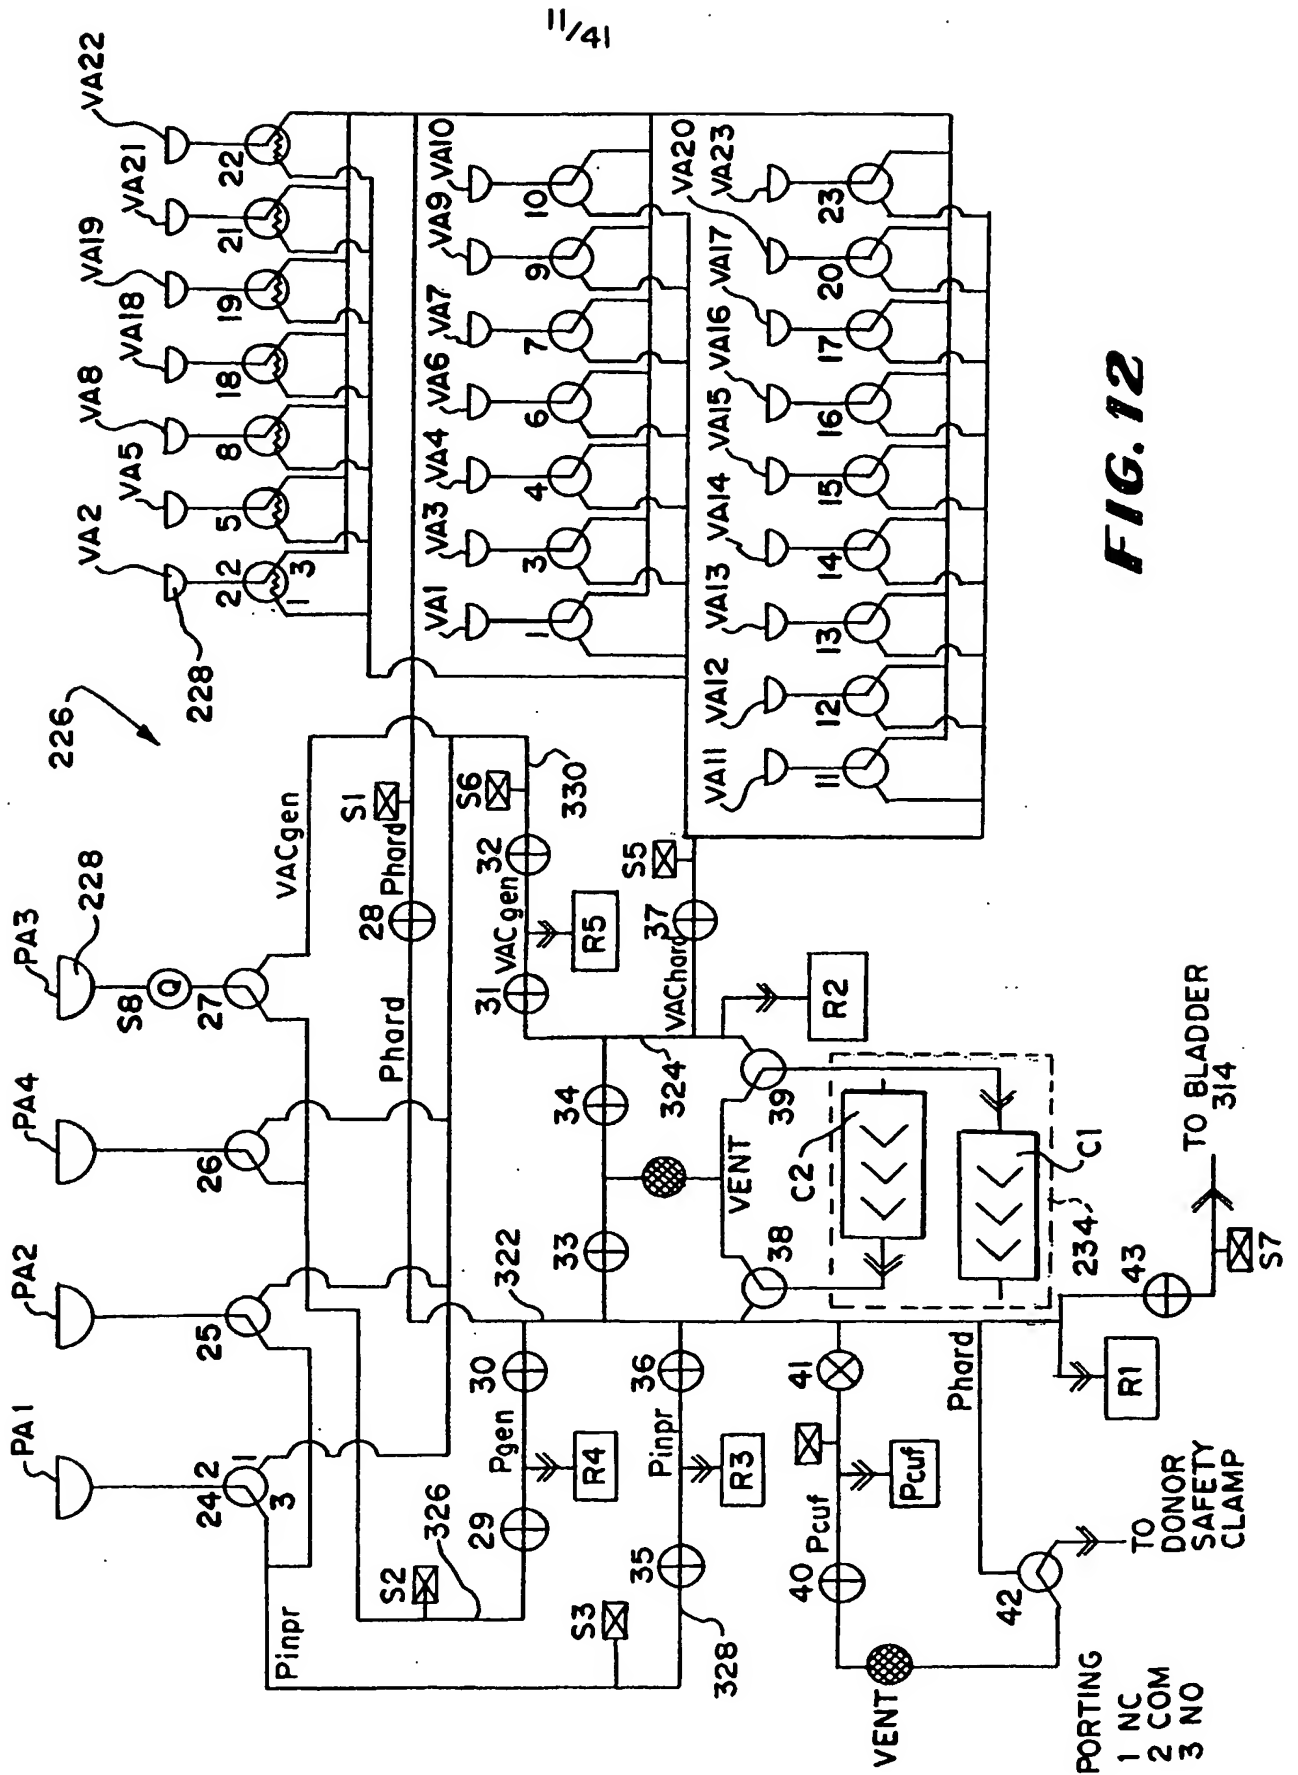 11/41
226
228
VA2
VA5
VA8
VA18
VA19
VA21
VA22
2
2
1
3
5
8
18
19
21
22
PA1
PA2
PA4
PA3
228
S8
Q
24
2
1
3
25
26
27
VACgen
Pinpr
S2
326
Phard
28
Phard
S1
VA1
VA3
VA4
VA6
VA7
VA9
VA10
1
3
4
6
7
9
10
29
Pgen
30
R4
322
31
VACgen
32
S6
R5
330
S3
33
34
328
35
Pinpr
36
R3
VENT
324
VAChard
37
S5
VA11
VA12
VA13
VA14
VA15
VA16
VA17
VA20
VA23
11
12
13
14
15
16
17
20
23
38
39
R2
VENT
40
Pcuf
41
Pcuf
C2
C1
234
42
Phard
43
R1
S7
TO BLADDER
314
TO
DONOR
SAFETY
CLAMP
PORTING
1 NC
2 COM
3 NO
FIG. 12